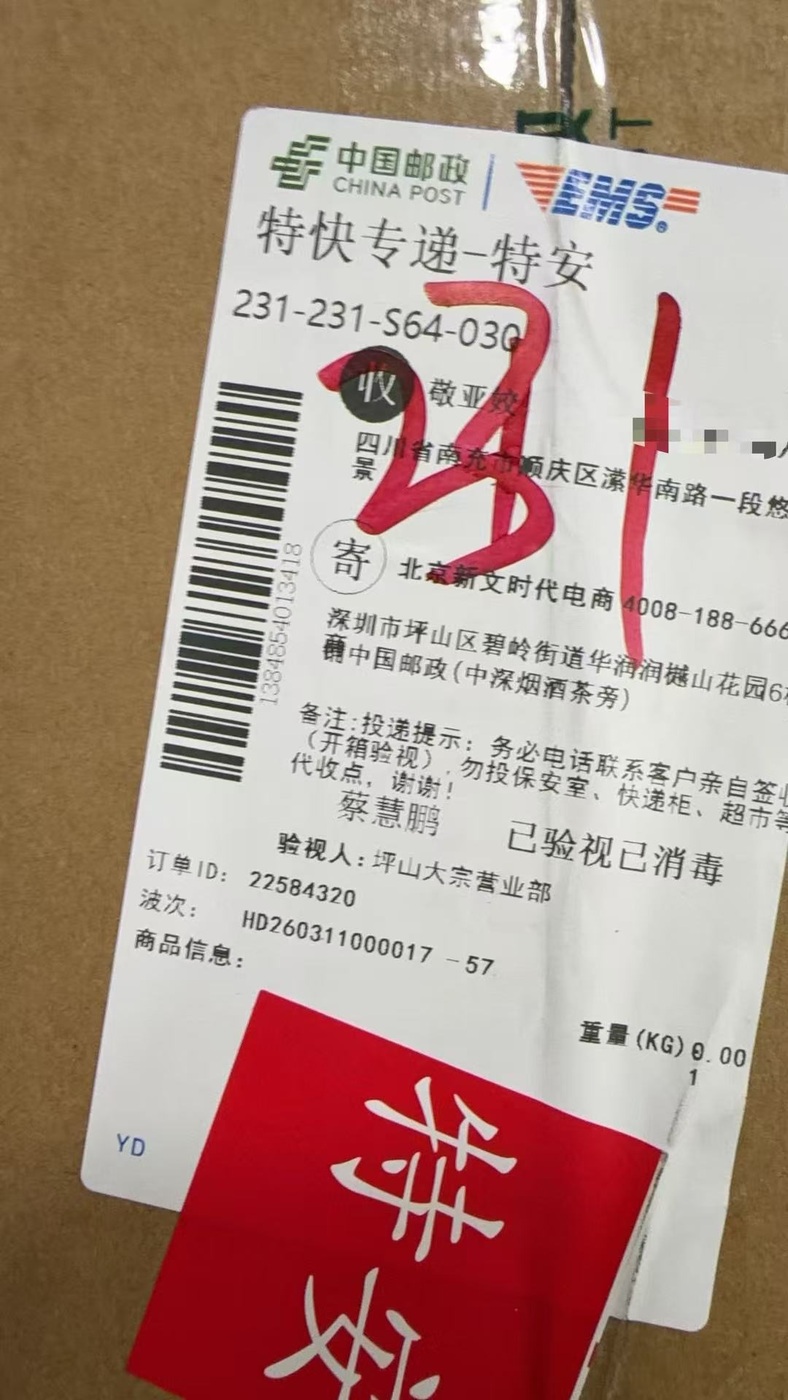 中国邮政
CHINA POST
EMS
特快专递-特安
231-231-S64-030
231
收 敬亚姣
四川省南充市顺庆区潆华南路一段悠
景
寄 北京新文时代电商 4008-188-666
深圳市坪山区碧岭街道华润润樾山花园6
中国邮政(中深烟酒茶旁)
备注:投递提示: 务必电话联系客户亲自签收
(开箱验视),勿投保安室、快递柜、超市等
代收点, 谢谢!
蔡慧鹏
已验视已消毒
验视人: 坪山大宗营业部
订单ID: 22584320
波次: HD260311000017 -57
商品信息:
重量(KG) 0.00
1
1384854013418
YD
特安